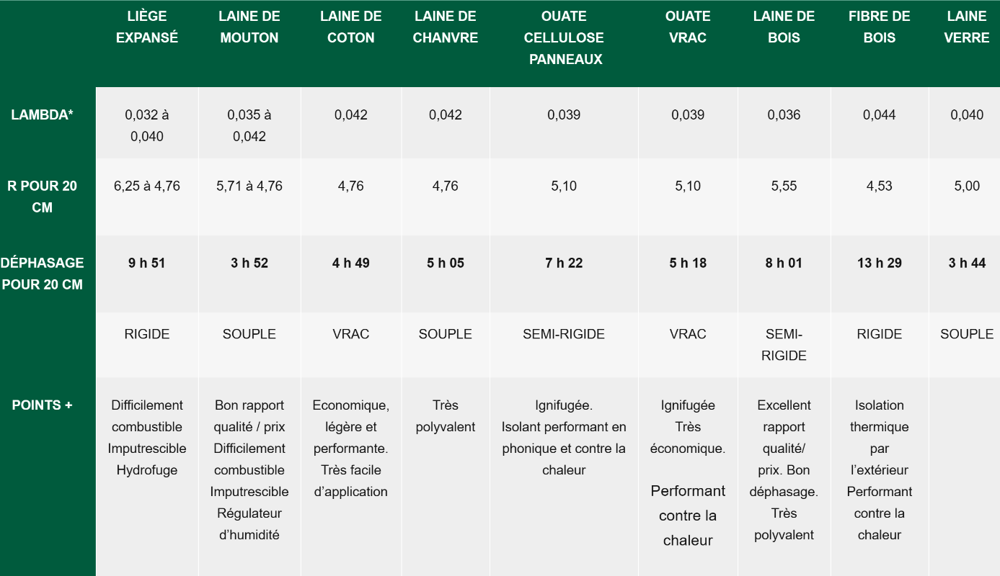 LIÈGE
EXPANSÉ
LAINE DE
MOUTON
LAINE DE
COTON
LAINE DE
CHANVRE
OUATE
CELLULOSE
PANNEAUX
OUATE
VRAC
LAINE DE
BOIS
FIBRE DE
BOIS
LAINE
VERRE
LAMBDA*
0,032 à
0,040
0,035 à
0,042
0,042
0,042
0,039
0,039
0,036
0,044
0,040
R POUR 20
CM
6,25 à 4,76
5,71 à 4,76
4,76
4,76
5,10
5,10
5,55
4,53
5,00
DÉPHASAGE
POUR 20 CM
9 h 51
3 h 52
4 h 49
5 h 05
7 h 22
5 h 18
8 h 01
13 h 29
3 h 44
RIGIDE
SOUPLE
VRAC
SOUPLE
SEMI-RIGIDE
VRAC
SEMI-
RIGIDE
RIGIDE
SOUPLE
POINTS +
Difficilement
combustible
Imputrescible
Hydrofuge
Bon rapport
qualité / prix
Difficilement
combustible
Imputrescible
Régulateur
d’humidité
Economique,
légère et
performante.
Très facile
d’application
Très
polyvalent
Ignifugée.
Isolant performant en
phonique et contre la
chaleur
Ignifugée
Très
économique.
Performant
contre la
chaleur
Excellent
rapport
qualité/
prix. Bon
déphasage.
Très
polyvalent
Isolation
thermique
par
l’extérieur
Performant
contre la
chaleur